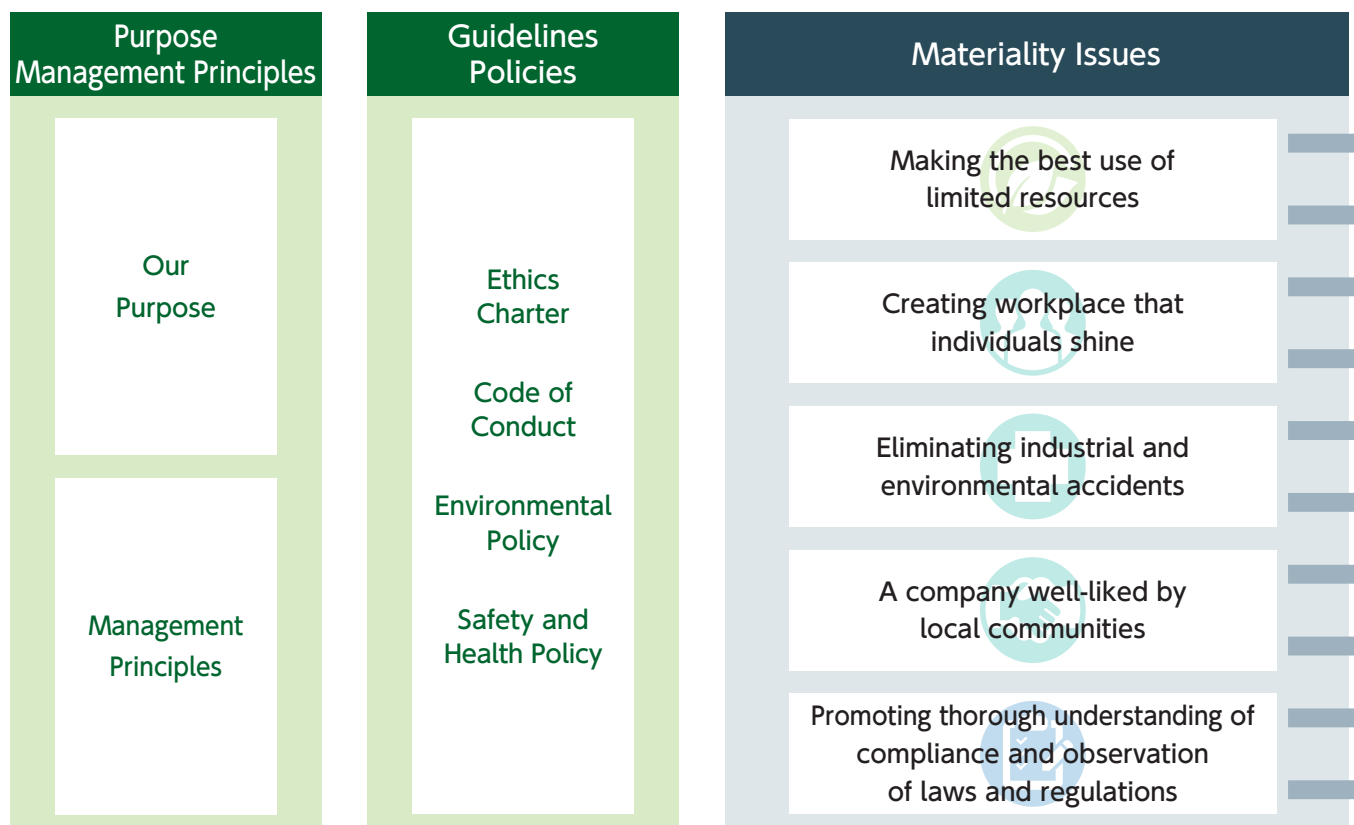 Purpose
Management Principles
Our
Purpose
Management
Principles
Guidelines
Policies
Ethics
Charter
Code of
Conduct
Environmental
Policy
Safety and
Health Policy
Materiality Issues
Making the best use of
limited resources
Creating workplace that
individuals shine
Eliminating industrial and
environmental accidents
A company well-liked by
local communities
Promoting thorough understanding of
compliance and observation
of laws and regulations